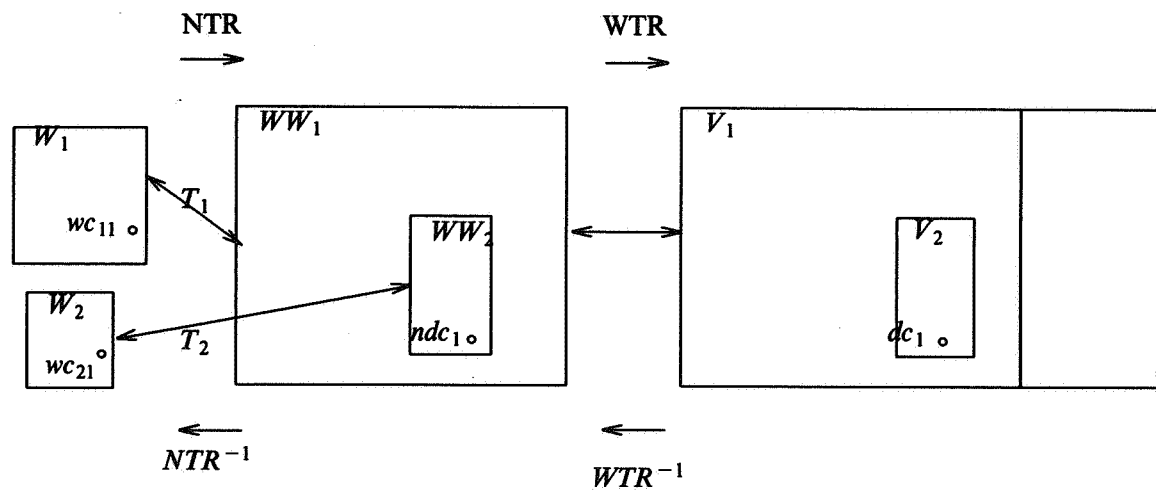 NTR WTR
WW₁ V₁
W₁
T₁
wc₁₁ WW₂ V₂
W₂
T₂ ndc₁ dc₁
wc₂₁
NTR⁻¹ WTR⁻¹